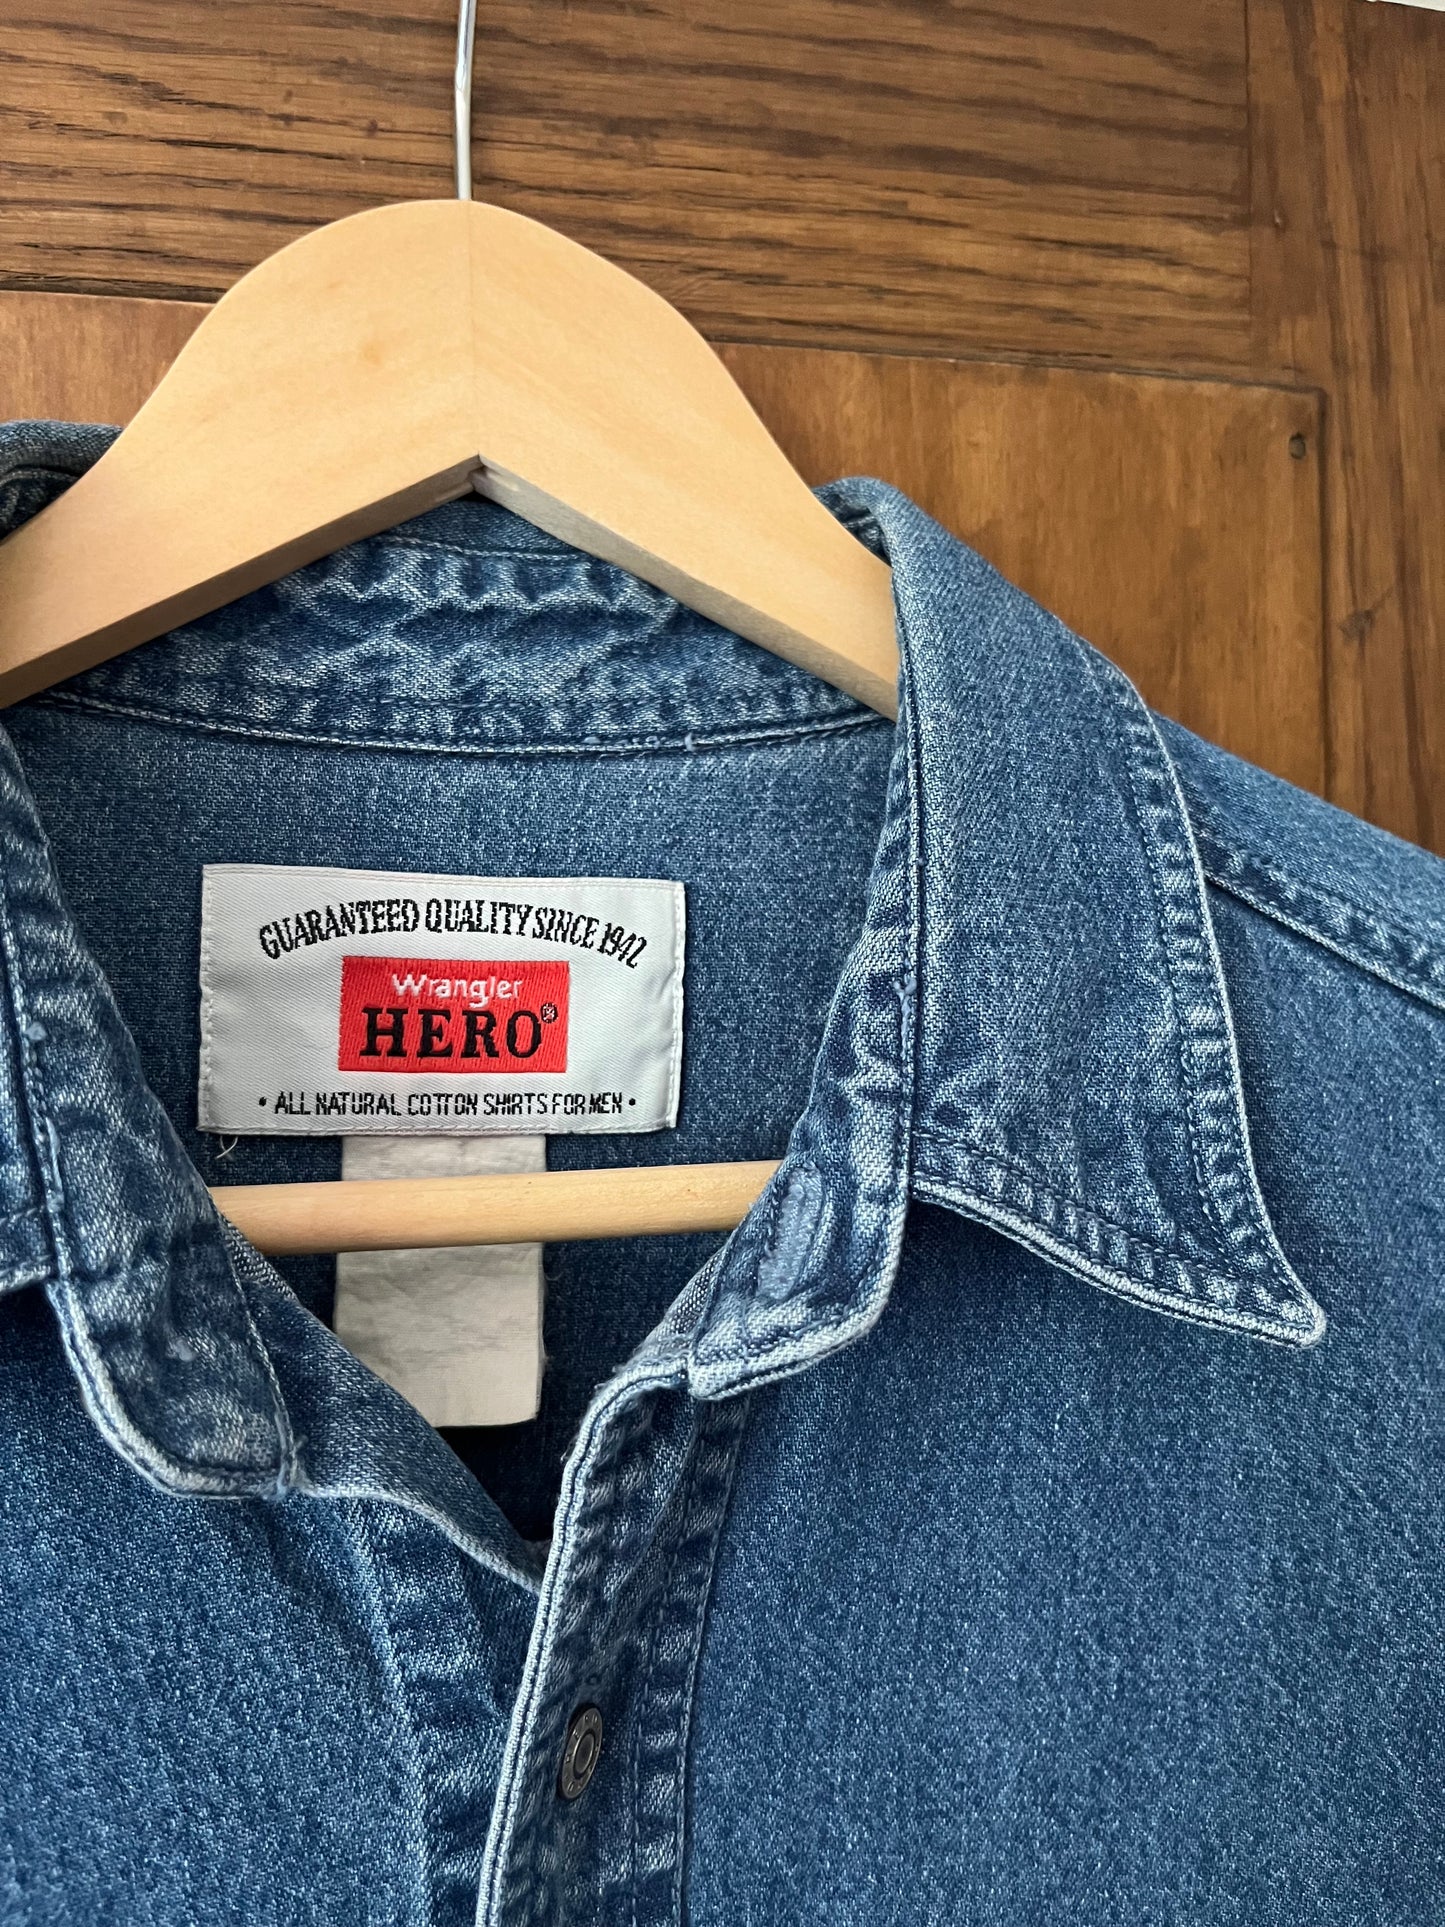 GUARANTEED QUALITY SINCE 1942
Wrangler
HERO®
• ALL NATURAL COTTON SHIRTS FOR MEN •